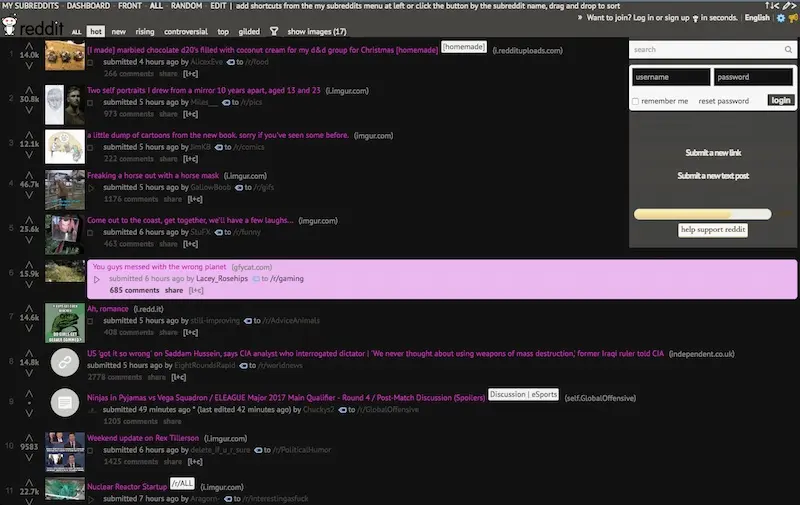 MY SUBREDDITS - DASHBOARD - FRONT - ALL - RANDOM - EDIT | add shortcuts from the my subreddits menu at left or click the button by the subreddit name, drag and drop to sort
» Want to join? Log in or sign up in seconds. | English
reddit ALL hot new rising controversial top gilded show images (17)
search
1 14.0k [I made] marbled chocolate d20's filled with coconut cream for my d&d group for Christmas [homemade] [homemade] (i.reddituploads.com)
submitted 4 hours ago by AlicexEve to /r/food
266 comments share [l+c]
username password
remember me reset password login
2 30.8k Two self portraits I drew from a mirror 10 years apart, aged 13 and 23 (i.imgur.com)
submitted 5 hours ago by Miles__ to /r/pics
973 comments share [l+c]
3 12.1k a little dump of cartoons from the new book. sorry if you've seen some before. (imgur.com)
submitted 5 hours ago by JimKB to /r/comics
222 comments share [l+c]
Submit a new link
Submit a new text post
help support reddit
4 46.7k Freaking a horse out with a horse mask (i.imgur.com)
submitted 5 hours ago by GallowBoob to /r/gifs
1376 comments share [l+c]
5 25.6k Come out to the coast, get together, we'll have a few laughs... (imgur.com)
submitted 6 hours ago by StuFX to /r/funny
463 comments share [l+c]
6 15.9k You guys messed with the wrong planet (gfycat.com)
submitted 6 hours ago by Lacey_Rosehips to /r/gaming
685 comments share [l+c]
7 14.6k Ah, romance (i.redd.it)
submitted 5 hours ago by still-improving to /r/AdviceAnimals
408 comments share [l+c]
8 14.8k US 'got it so wrong' on Saddam Hussein, says CIA analyst who interrogated dictator | 'We never thought about using weapons of mass destruction,' former Iraqi ruler told CIA (independent.co.uk)
submitted 5 hours ago by EightRoundsRapid to /r/worldnews
2778 comments share [l+c]
9 • Ninjas in Pyjamas vs Vega Squadron / ELEAGUE Major 2017 Main Qualifier - Round 4 / Post-Match Discussion (Spoilers) Discussion | eSports (self.GlobalOffensive)
submitted 49 minutes ago * (last edited 42 minutes ago) by Chuckys2 to /r/GlobalOffensive
1205 comments share
10 9583 Weekend update on Rex Tillerson (i.imgur.com)
submitted 6 hours ago by delete_if_u_r_sure to /r/PoliticalHumor
1425 comments share [l+c]
11 22.7k Nuclear Reactor Startup /r/ALL (i.imgur.com)
submitted 7 hours ago by Aragorn- to /r/interestingasfuck